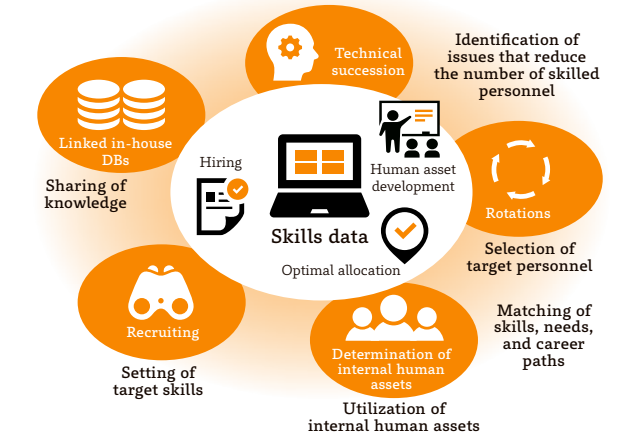 Technical
succession
Identification of
issues that reduce
the number of skilled
personnel
Linked in-house
DBs
Sharing of
knowledge
Hiring
Human asset
development
Skills data
Optimal allocation
Rotations
Selection of
target personnel
Recruiting
Setting of
target skills
Determination of
internal human
assets
Utilization of
internal human assets
Matching of
skills, needs,
and career
paths